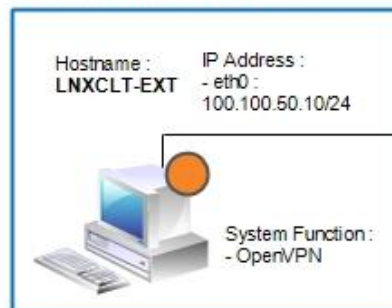 Hostname :
LNXCLT-EXT
IP Address :
- eth0 :
100.100.50.10/24
System Function :
- OpenVPN